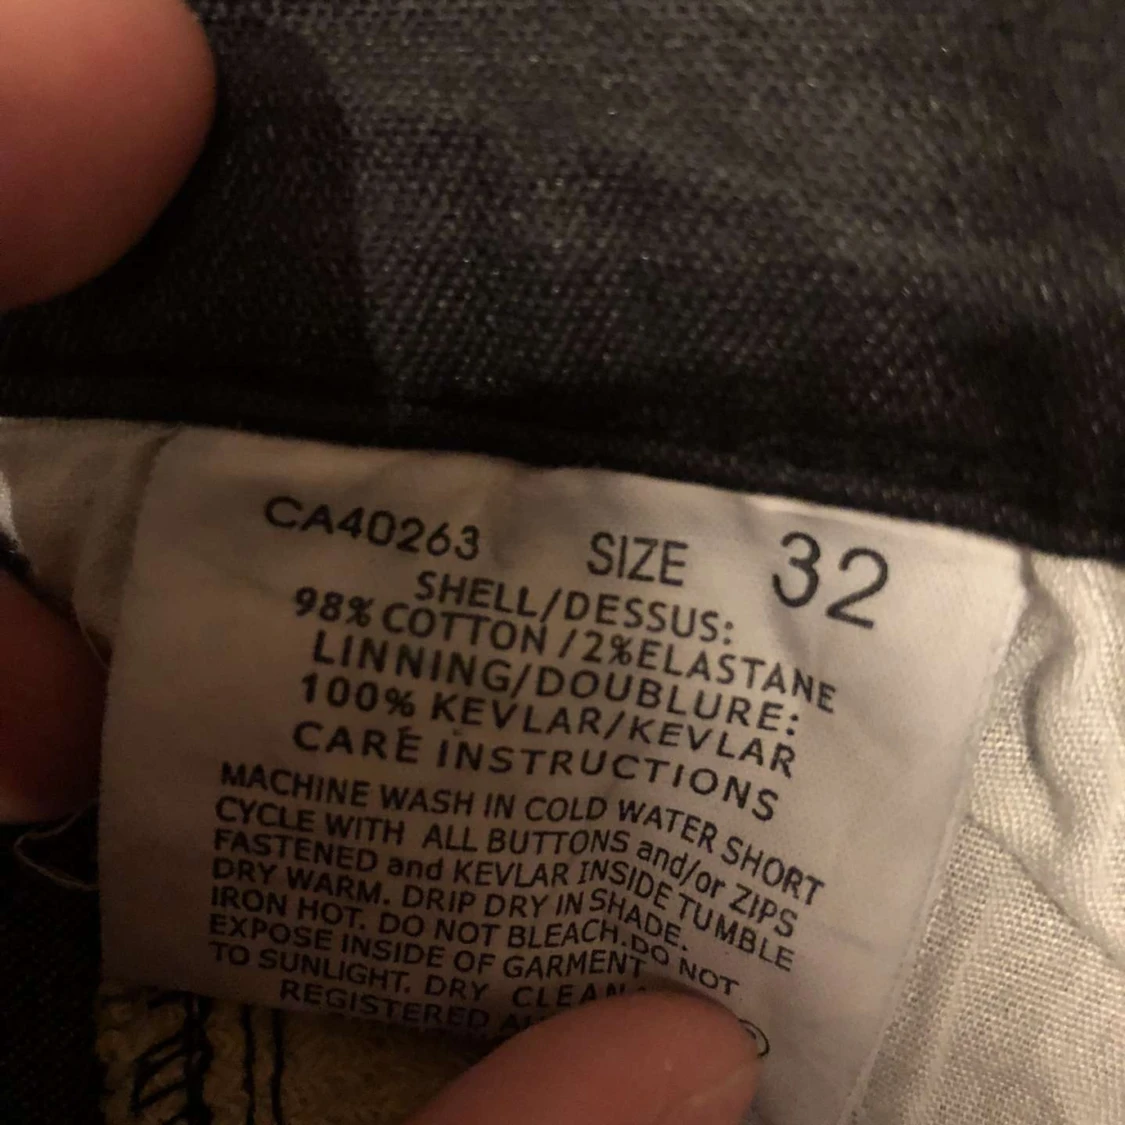 CA40263 SIZE 32
SHELL/DESSUS:
98% COTTON /2%ELASTANE
LINNING/DOUBLURE:
100% KEVLAR/KEVLAR
CARE INSTRUCTIONS
MACHINE WASH IN COLD WATER SHORT
CYCLE WITH ALL BUTTONS and/or ZIPS
FASTENED and KEVLAR INSIDE TUMBLE
DRY WARM. DRIP DRY IN SHADE.
IRON HOT. DO NOT BLEACH.DO NOT
EXPOSE INSIDE OF GARMENT
TO SUNLIGHT. DRY CLEAN
REGISTERED